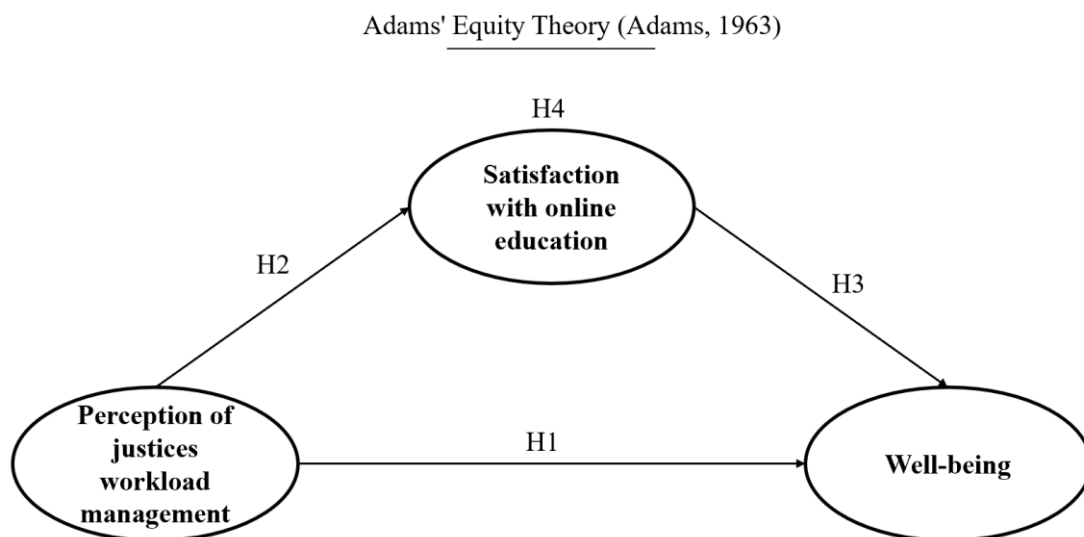 Adams' Equity Theory (Adams, 1963)
H4
Satisfaction
with online
education
H2
H3
Perception of
justices
workload
management
H1
Well-being